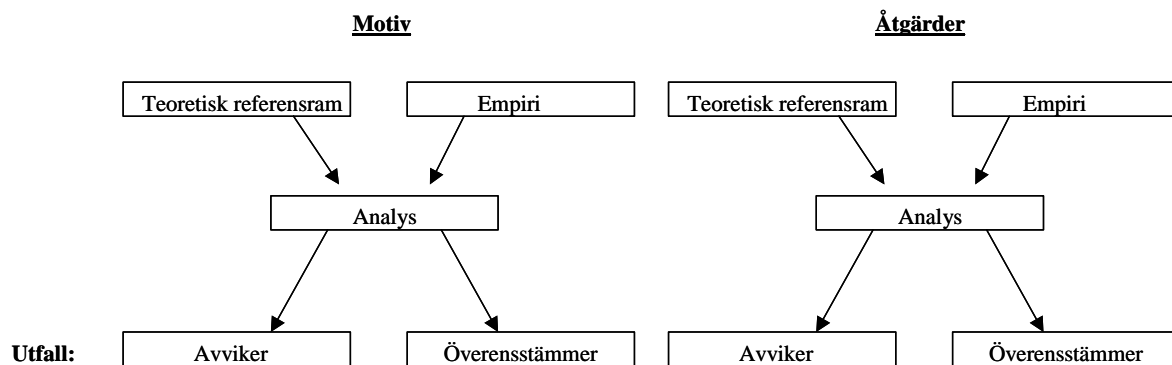 Motiv Åtgärder
Teoretisk referensram Empiri Teoretisk referensram Empiri
Analys Analys
Utfall: Avviker Överensstämmer Avviker Överensstämmer